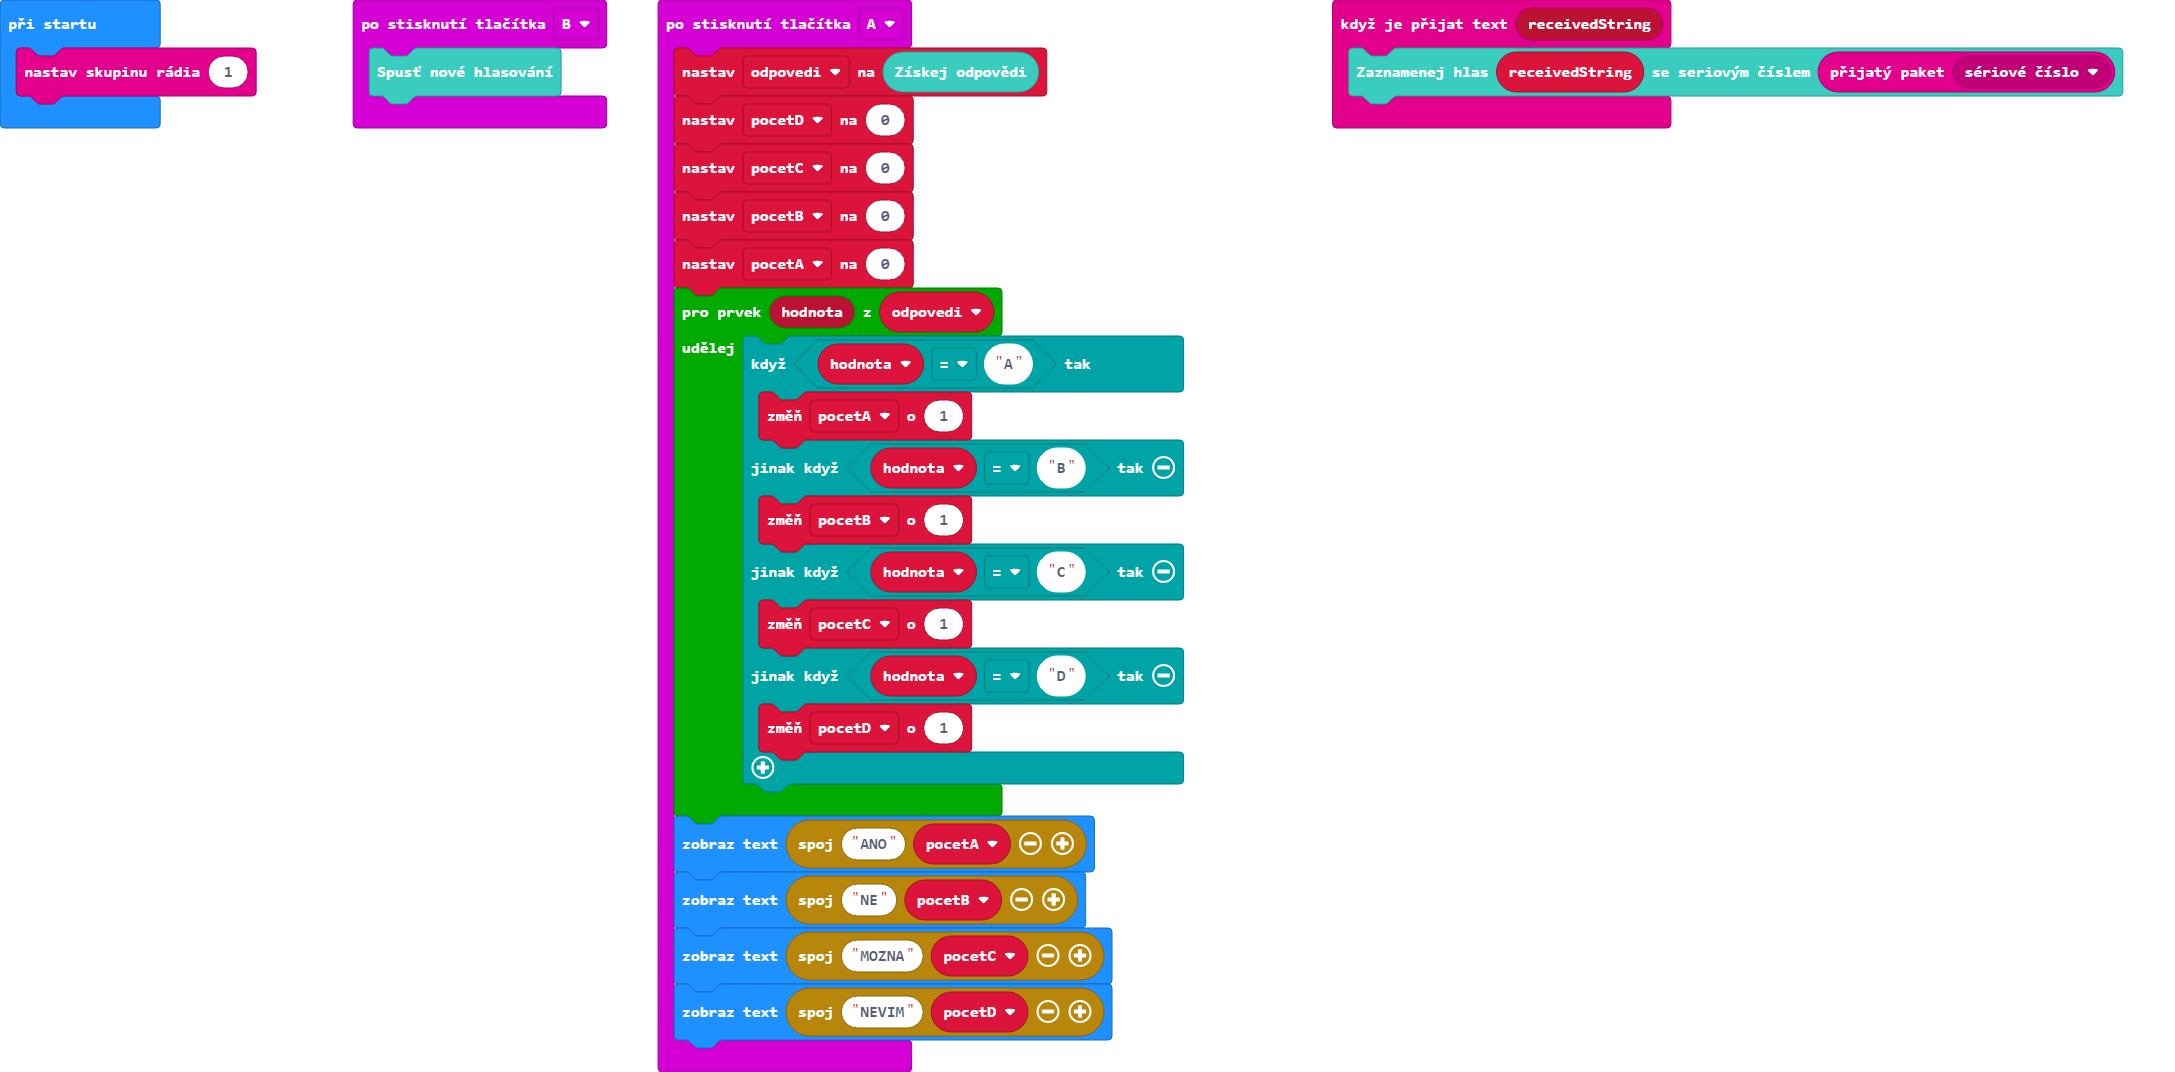 při startu
nastav skupinu rádia 1
po stisknutí tlačítka B
Spusť nové hlasování
po stisknutí tlačítka A
nastav odpovedi na Získej odpovědi
nastav pocetD na 0
nastav pocetC na 0
nastav pocetB na 0
nastav pocetA na 0
pro prvek hodnota z odpovedi
udělej
když hodnota = "A" tak
změň pocetA o 1
jinak když hodnota = "B" tak
změň pocetB o 1
jinak když hodnota = "C" tak
změň pocetC o 1
jinak když hodnota = "D" tak
změň pocetD o 1
zobraz text spoj "ANO" pocetA
zobraz text spoj "NE" pocetB
zobraz text spoj "MOZNA" pocetC
zobraz text spoj "NEVIM" pocetD
když je přijat text receivedString
Zaznamenej hlas receivedString se seriovým číslem přijatý paket sériové číslo